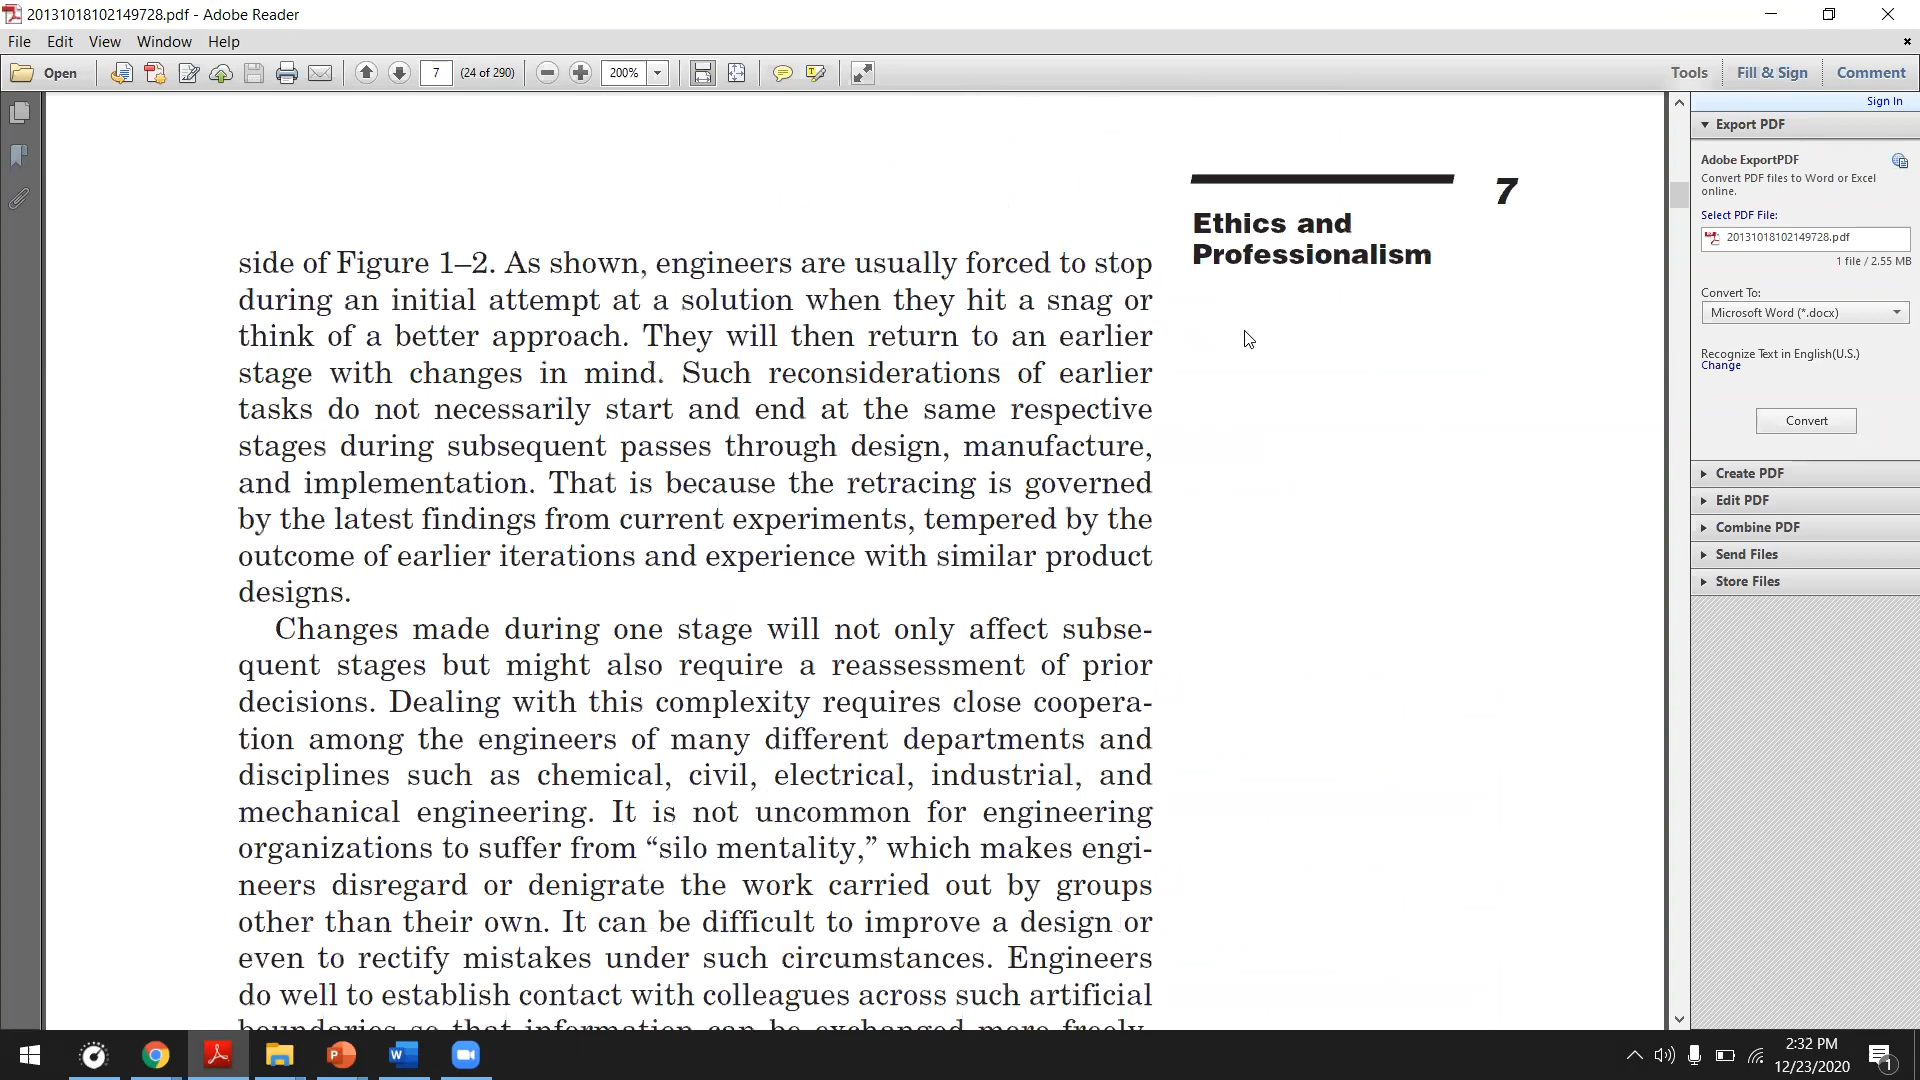 20131018102149728.pdf - Adobe Reader
File Edit View Window Help
Open 7 (24 of 290) 200% Tools Fill & Sign Comment
Sign In
Export PDF
Adobe ExportPDF
Convert PDF files to Word or Excel
online.
Select PDF File:
20131018102149728.pdf
1 file / 2.55 MB
Convert To:
Microsoft Word (*.docx)
Recognize Text in English(U.S.)
Change
Convert
Create PDF
Edit PDF
Combine PDF
Send Files
Store Files
7
Ethics and
Professionalism
side of Figure 1–2. As shown, engineers are usually forced to stop
during an initial attempt at a solution when they hit a snag or
think of a better approach. They will then return to an earlier
stage with changes in mind. Such reconsiderations of earlier
tasks do not necessarily start and end at the same respective
stages during subsequent passes through design, manufacture,
and implementation. That is because the retracing is governed
by the latest findings from current experiments, tempered by the
outcome of earlier iterations and experience with similar product
designs.
Changes made during one stage will not only affect subse-
quent stages but might also require a reassessment of prior
decisions. Dealing with this complexity requires close coopera-
tion among the engineers of many different departments and
disciplines such as chemical, civil, electrical, industrial, and
mechanical engineering. It is not uncommon for engineering
organizations to suffer from “silo mentality,” which makes engi-
neers disregard or denigrate the work carried out by groups
other than their own. It can be difficult to improve a design or
even to rectify mistakes under such circumstances. Engineers
do well to establish contact with colleagues across such artificial
boundaries so that information can be exchanged more freely.
2:32 PM
12/23/2020
1